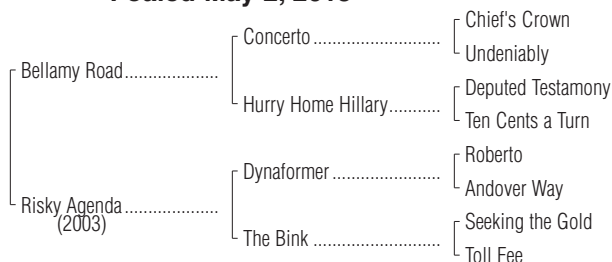 Chief's Crown
Concerto ..............................
Undeniably
Bellamy Road......................
Deputed Testamony
Hurry Home Hillary............
Ten Cents a Turn
Roberto
Dynaformer .........................
Andover Way
Risky Agenda......................
(2003)
Seeking the Gold
The Bink .............................
Toll Fee